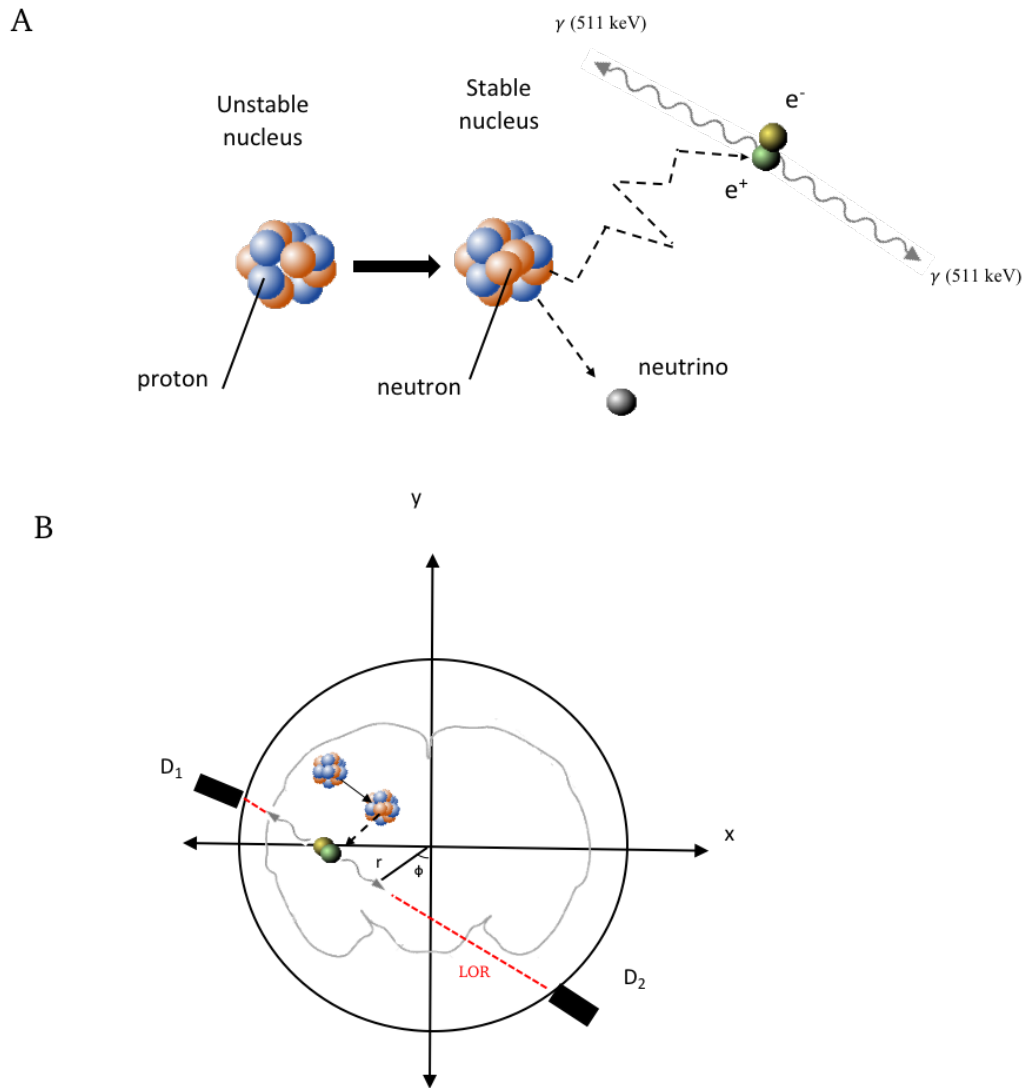 A
γ (511 keV)
Unstable
nucleus
Stable
nucleus
e⁻
e⁺
γ (511 keV)
proton
neutron
neutrino
y
B
D₁
x
r
ϕ
LOR
D₂